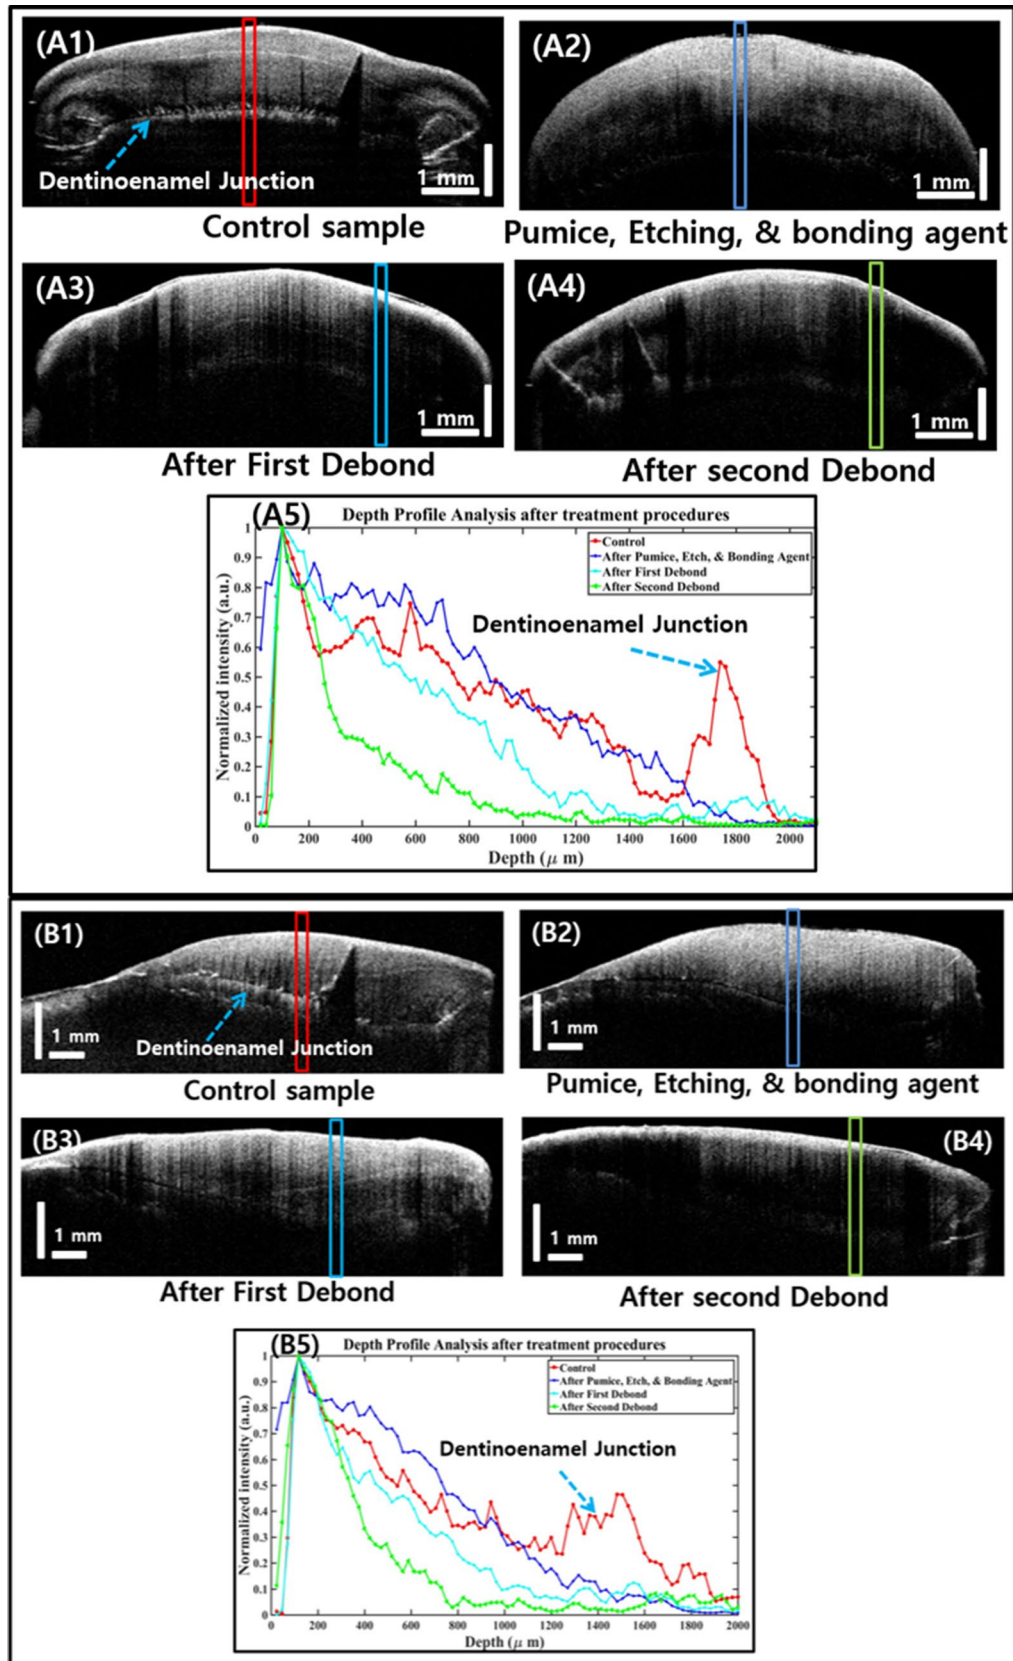 (A1)
Dentinoenamel Junction
1 mm
Control sample
(A2)
1 mm
Pumice, Etching, & bonding agent
(A3)
1 mm
After First Debond
(A4)
1 mm
After second Debond
(A5)
Depth Profile Analysis after treatment procedures
Control
After Pumice, Etch, & Bonding Agent
After First Debond
After Second Debond
Dentinoenamel Junction
Normalized intensity (a.u.)
1
0.9
0.8
0.7
0.6
0.5
0.4
0.3
0.2
0.1
0
0 200 400 600 800 1000 1200 1400 1600 1800 2000
Depth (μ m)
(B1)
1 mm
Dentinoenamel Junction
Control sample
(B2)
1 mm
Pumice, Etching, & bonding agent
(B3)
1 mm
After First Debond
(B4)
1 mm
After second Debond
(B5)
Depth Profile Analysis after treatment procedures
Control
After Pumice, Etch, & Bonding Agent
After First Debond
After Second Debond
Dentinoenamel Junction
Normalized intensity (a.u.)
1
0.9
0.8
0.7
0.6
0.5
0.4
0.3
0.2
0.1
0
0 200 400 600 800 1000 1200 1400 1600 1800 2000
Depth (μ m)